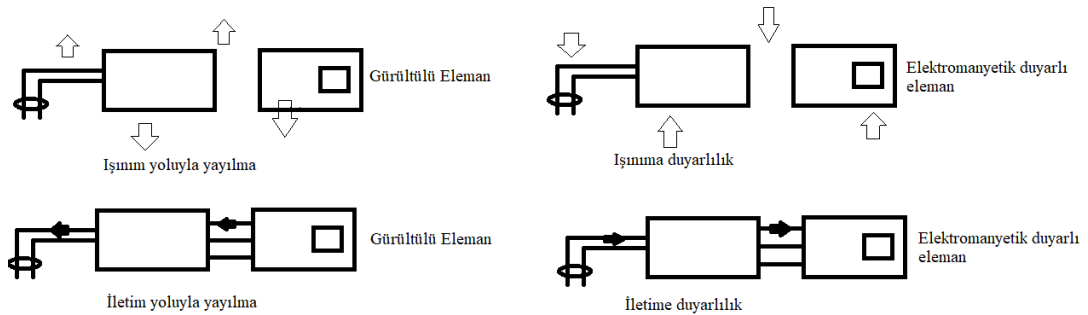 Gürültülü Eleman
Işınım yoluyla yayılma
Elektromanyetik duyarlı
eleman
Işınıma duyarlılık
Gürültülü Eleman
İletim yoluyla yayılma
Elektromanyetik duyarlı
eleman
İletime duyarlılık